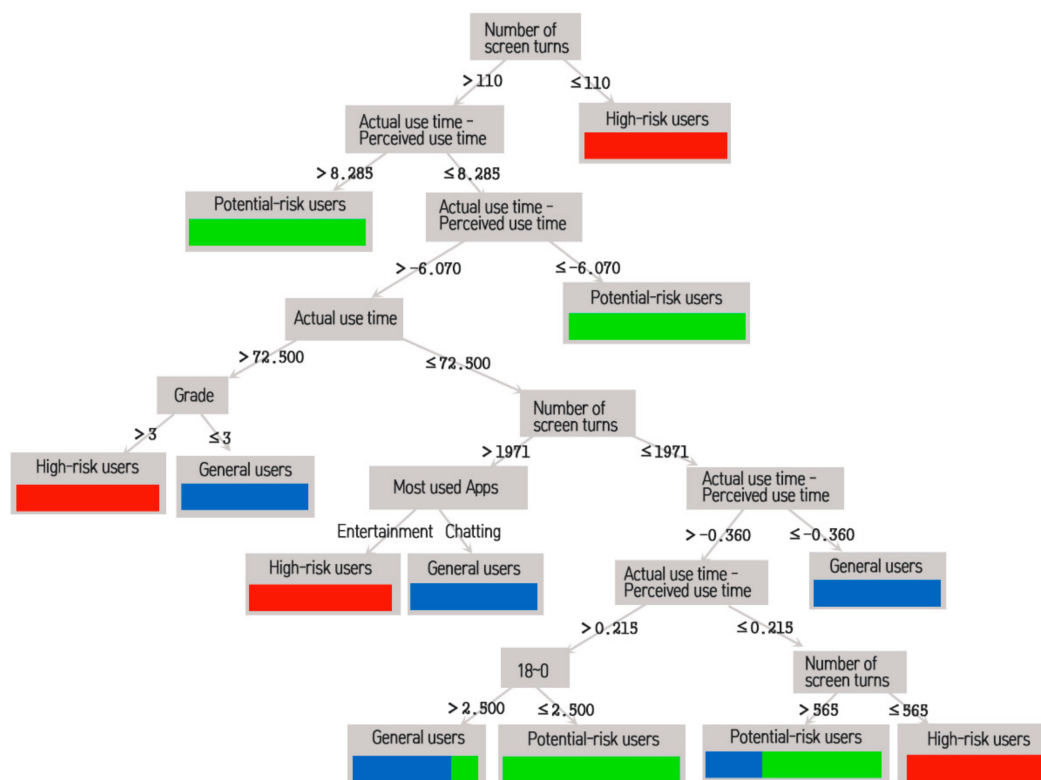 Number of
screen turns
>110
≤110
Actual use time -
Perceived use time
High-risk users
>8.285
≤8.285
Potential-risk users
Actual use time -
Perceived use time
>-6.070
≤-6.070
Actual use time
Potential-risk users
>72.500
≤72.500
Grade
Number of
screen turns
>3
≤3
>1971
≤1971
High-risk users
General users
Most used Apps
Actual use time -
Perceived use time
Entertainment
Chatting
>-0.360
≤-0.360
High-risk users
General users
Actual use time -
Perceived use time
General users
>0.215
≤0.215
18~0
Number of
screen turns
>2.500
≤2.500
>565
≤565
General users
Potential-risk users
Potential-risk users
High-risk users